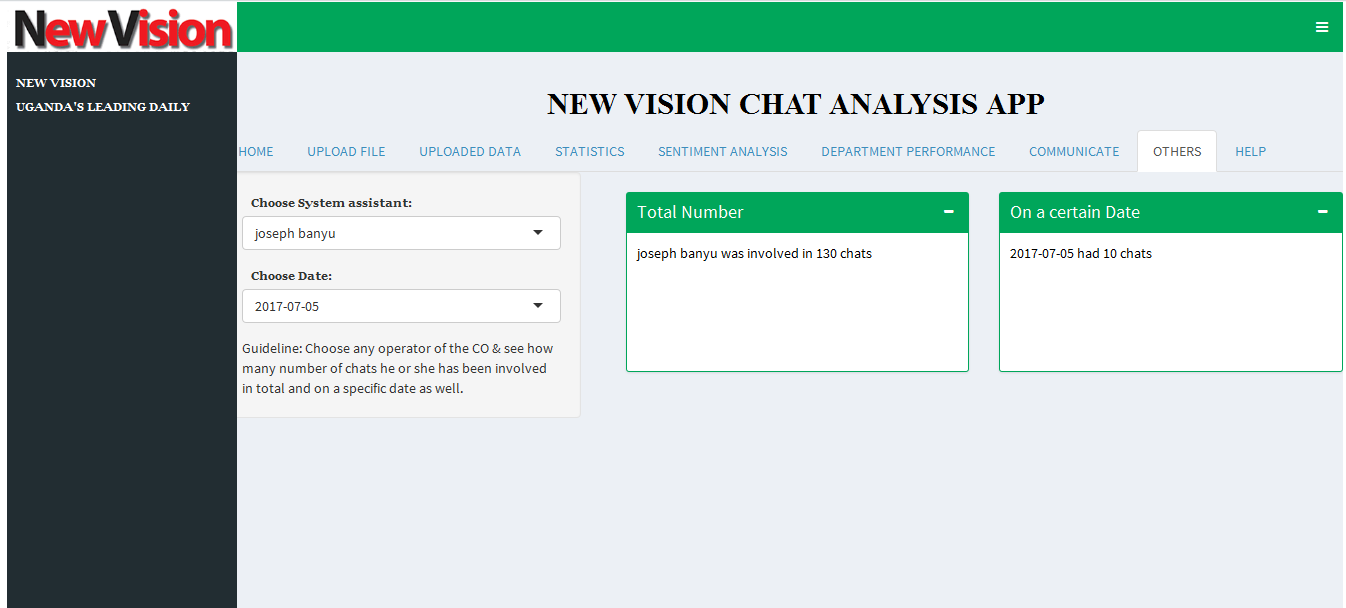 New Vision
NEW VISION
UGANDA'S LEADING DAILY
NEW VISION CHAT ANALYSIS APP
HOME UPLOAD FILE UPLOADED DATA STATISTICS SENTIMENT ANALYSIS DEPARTMENT PERFORMANCE COMMUNICATE OTHERS HELP
Choose System assistant:
joseph banyu
Choose Date:
2017-07-05
Guideline: Choose any operator of the CO & see how
many number of chats he or she has been involved
in total and on a specific date as well.
Total Number
joseph banyu was involved in 130 chats
On a certain Date
2017-07-05 had 10 chats